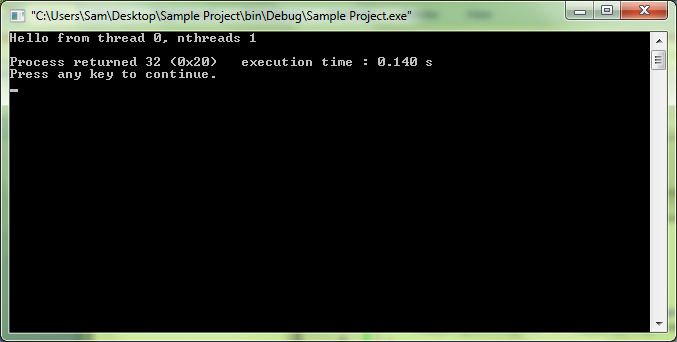 "C:\Users\Sam\Desktop\Sample Project\bin\Debug\Sample Project.exe"
Hello from thread 0, nthreads 1
Process returned 32 (0x20)   execution time : 0.140 s
Press any key to continue.